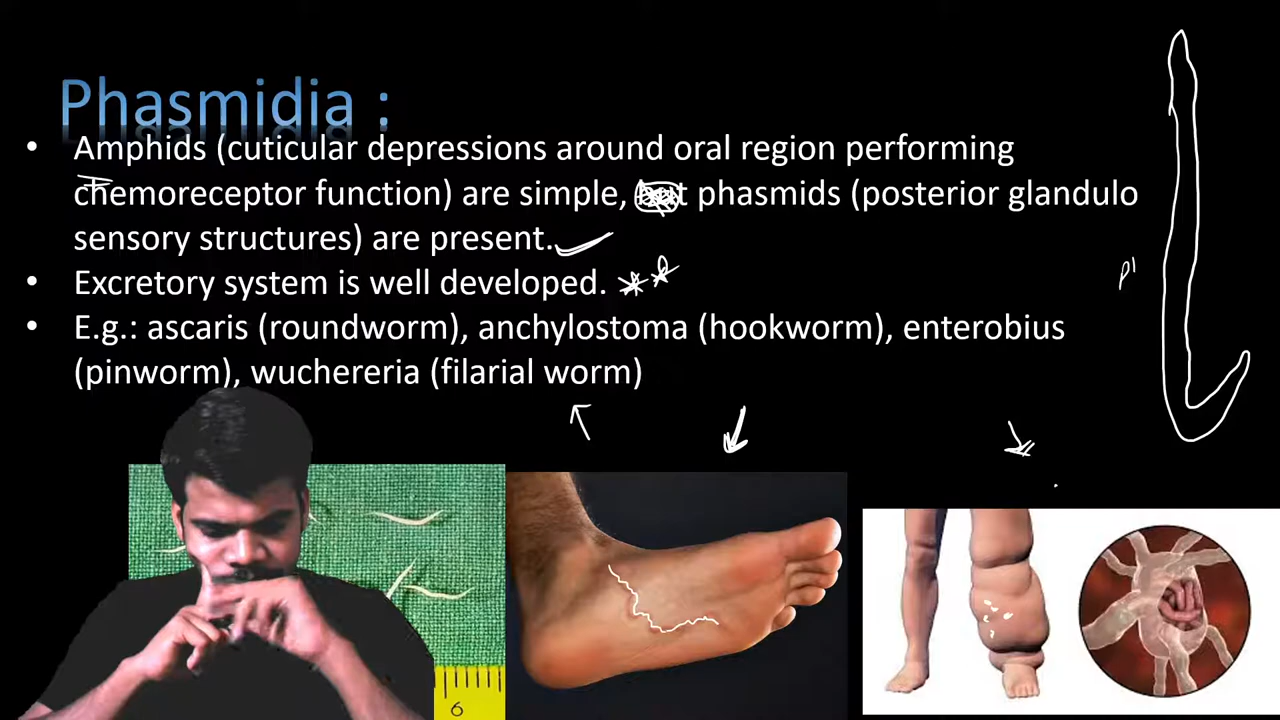 Phasmidia :
• Amphids (cuticular depressions around oral region performing
chemoreceptor function) are simple, phasmids (posterior glandulo
sensory structures) are present.
• Excretory system is well developed.
• E.g.: ascaris (roundworm), anchylostoma (hookworm), enterobius
(pinworm), wuchereria (filarial worm)
6